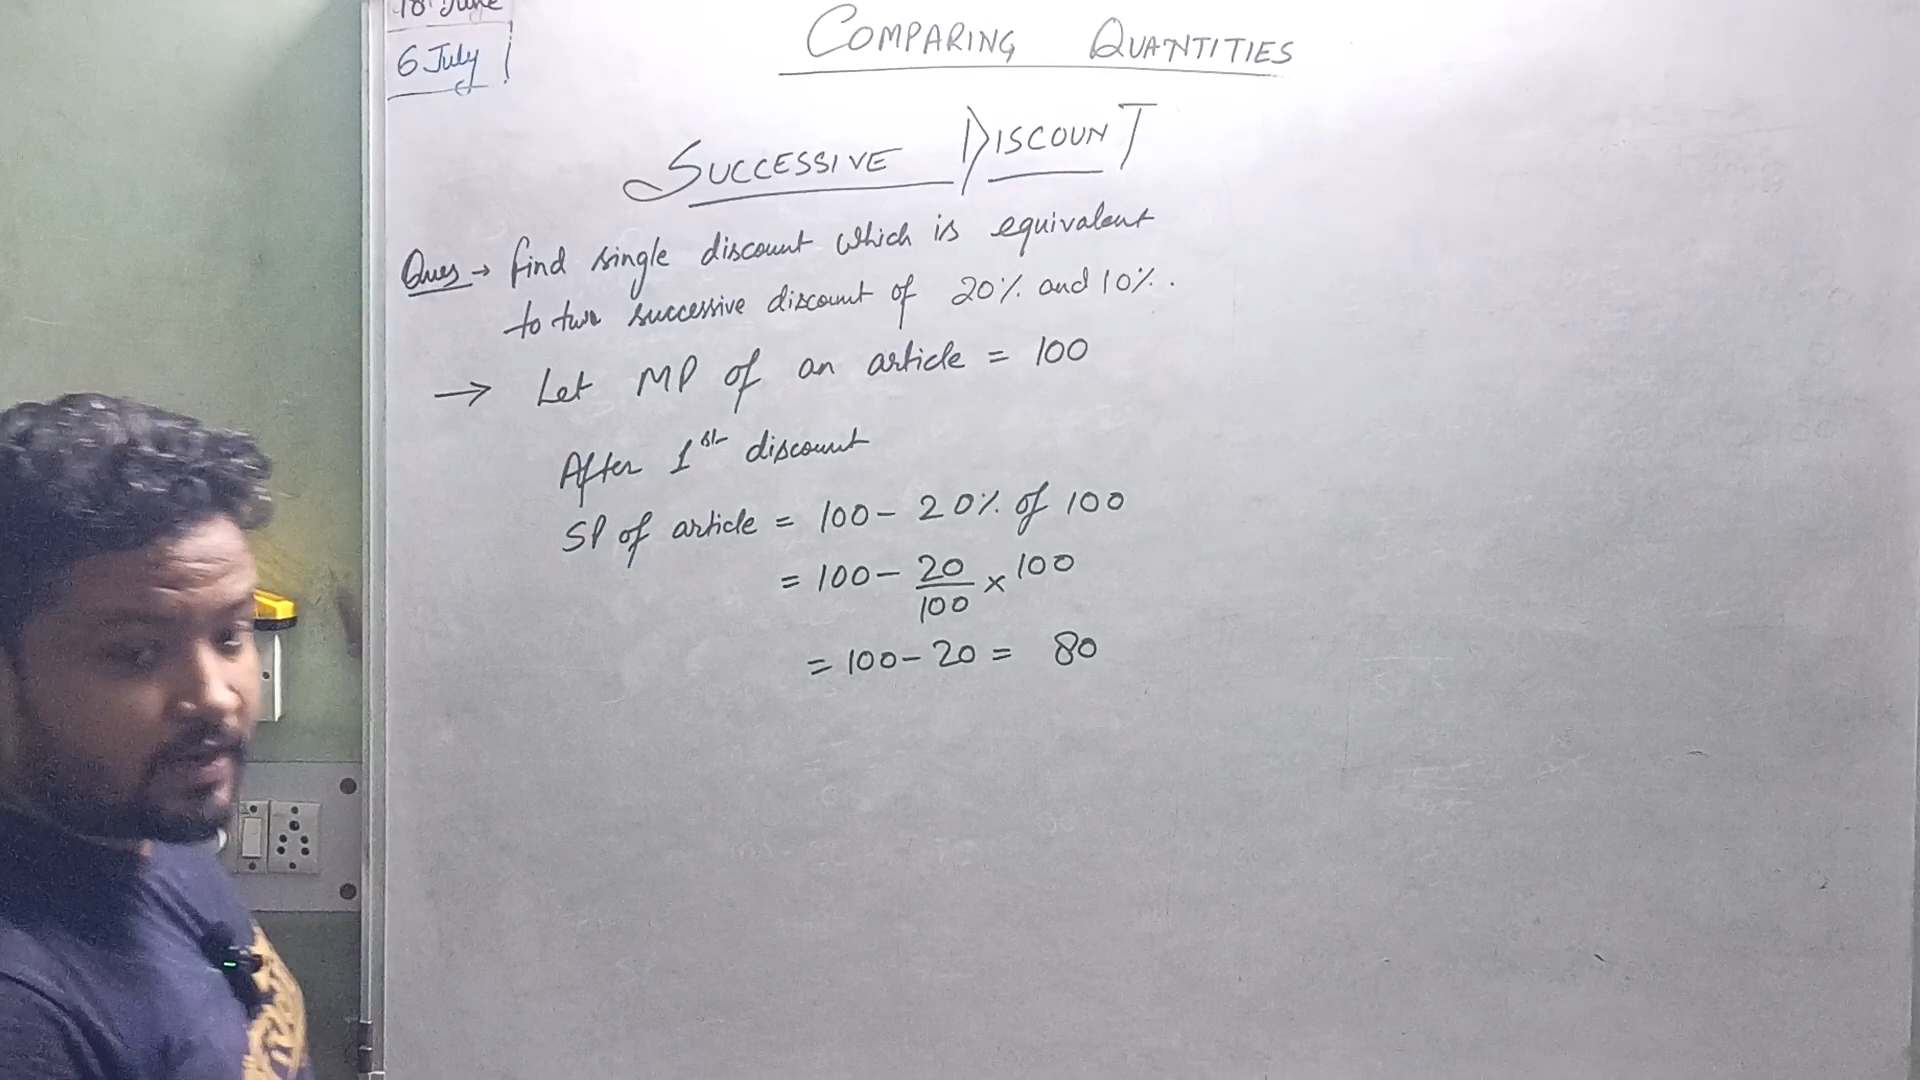 18 June
6 July
COMPARING QUANTITIES
SUCCESSIVE DISCOUNT
Ques → find single discount which is equivalent
to two successive discount of 20% and 10%.
→ Let MP of an article = 100
After 1st discount
SP of article = 100 - 20% of 100
= 100 - 20/100 × 100
= 100 - 20 = 80